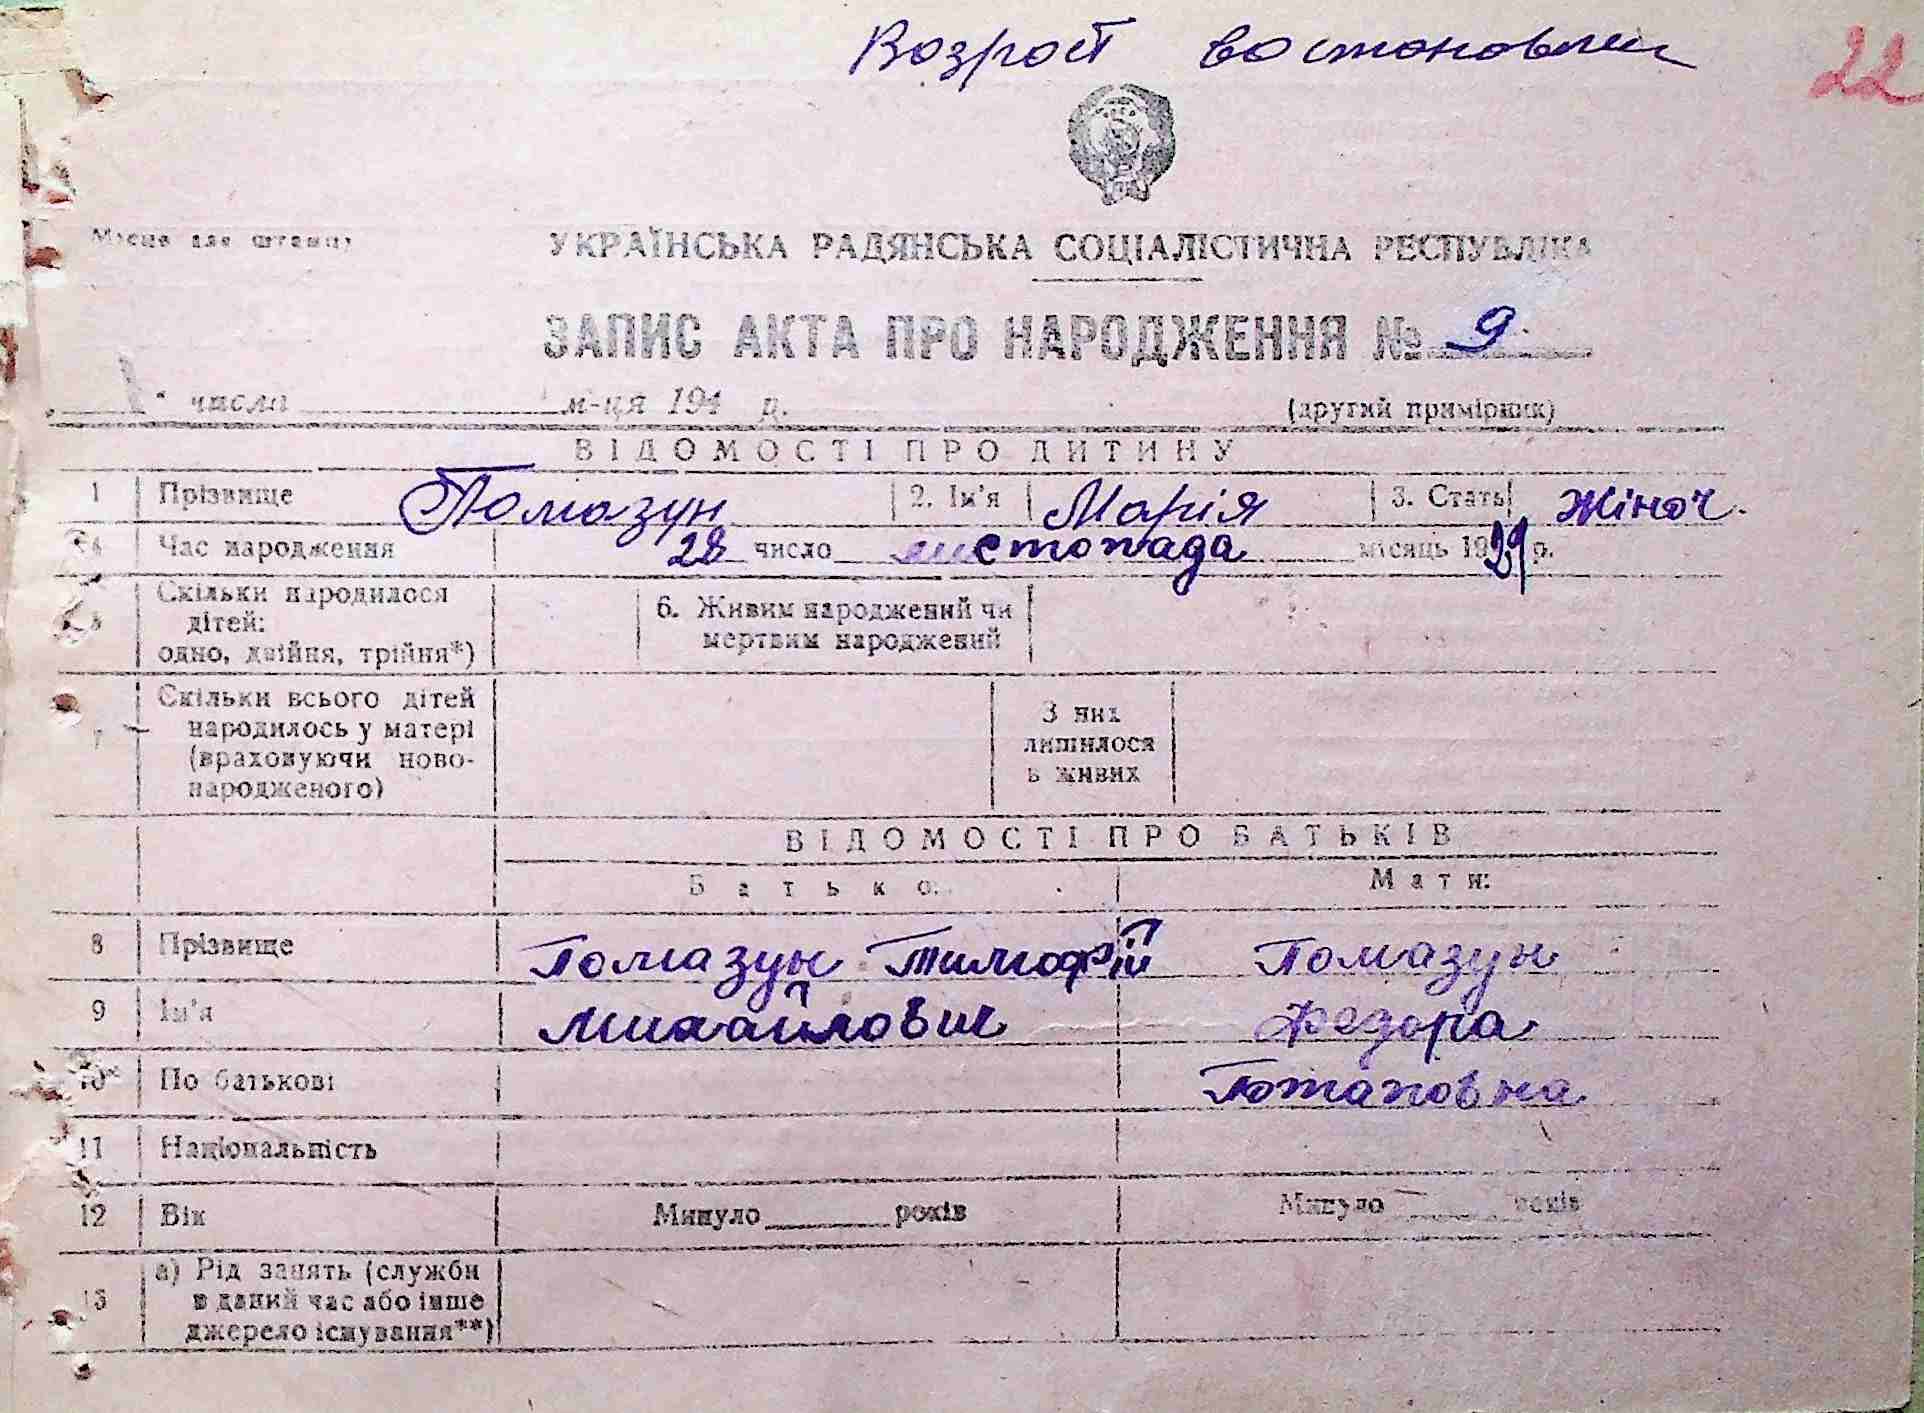 Возраст востановлен
22
Місце для штампу
УКРАЇНСЬКА РАДЯНСЬКА СОЦІАЛІСТИЧНА РЕСПУБЛІКА
ЗАПИС АКТА ПРО НАРОДЖЕННЯ № 9
" числа м-ця 194 р.
(другий примірник)
ВІДОМОСТІ ПРО ДИТИНУ
1 Прізвище Помазун 2. Ім'я Марія 3. Стать жіноч.
4 Час народження 28 число листопада місяць 1929 р.
5 Скільки народилося дітей: одно, двійня, трійня*) 6. Живим народжений чи мертвим народжений
7 Скільки всього дітей народилось у матері (враховуючи новонародженого) З них лишилося в живих
ВІДОМОСТІ ПРО БАТЬКІВ
Батько: Мати:
8 Прізвище Помазун Тимофій Помазун
9 Ім'я Михайлович Федора
10 По батькові Потаповна
11 Національність
12 Вік Минуло років Минуло років
13 а) Рід занять (служби в даний час або інше джерело існування**)